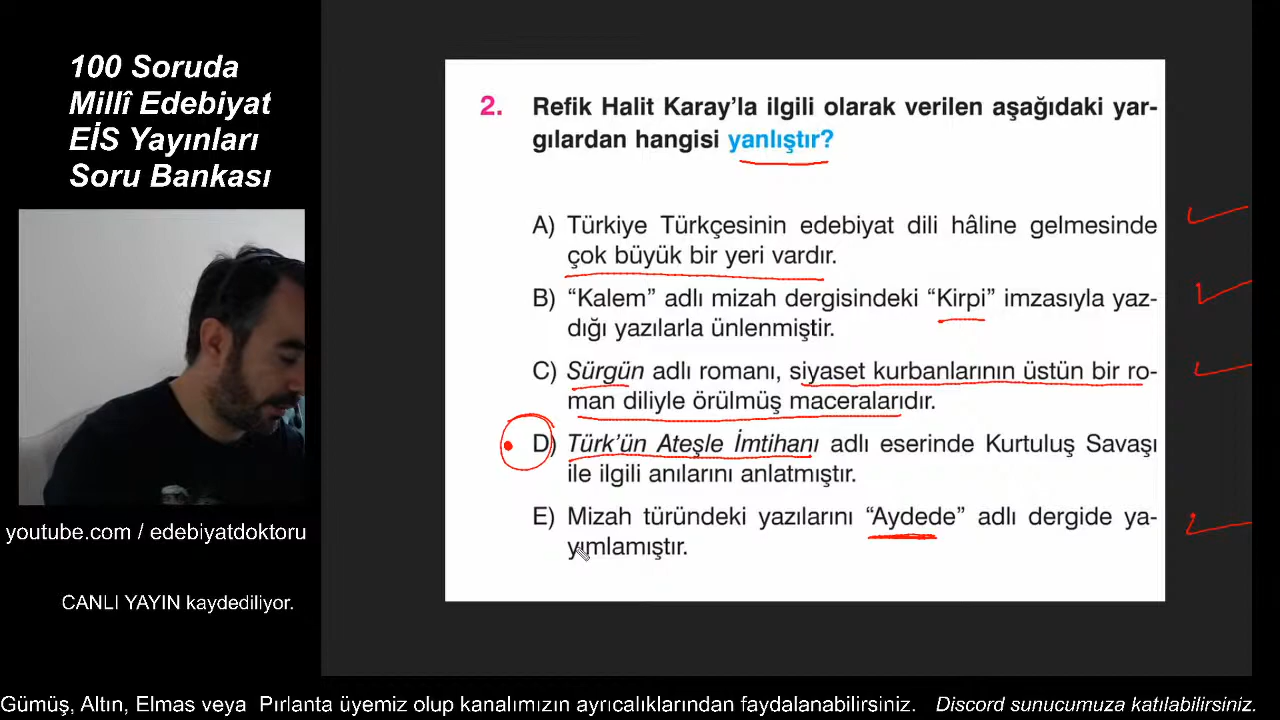 100 Soruda
Millî Edebiyat
EİS Yayınları
Soru Bankası
youtube.com / edebiyatdoktoru
CANLI YAYIN kaydediliyor.
2. Refik Halit Karay’la ilgili olarak verilen aşağıdaki yar-
gılardan hangisi yanlıştır?
A) Türkiye Türkçesinin edebiyat dili hâline gelmesinde
çok büyük bir yeri vardır.
B) “Kalem” adlı mizah dergisindeki “Kirpi” imzasıyla yaz-
dığı yazılarla ünlenmiştir.
C) Sürgün adlı romanı, siyaset kurbanlarının üstün bir ro-
man diliyle örülmüş maceralarıdır.
D) Türk’ün Ateşle İmtihanı adlı eserinde Kurtuluş Savaşı
ile ilgili anılarını anlatmıştır.
E) Mizah türündeki yazılarını “Aydede” adlı dergide ya-
yımlamıştır.
Gümüş, Altın, Elmas veya Pırlanta üyemiz olup kanalımızın ayrıcalıklarından faydalanabilirsiniz. Discord sunucumuza katılabilirsiniz.